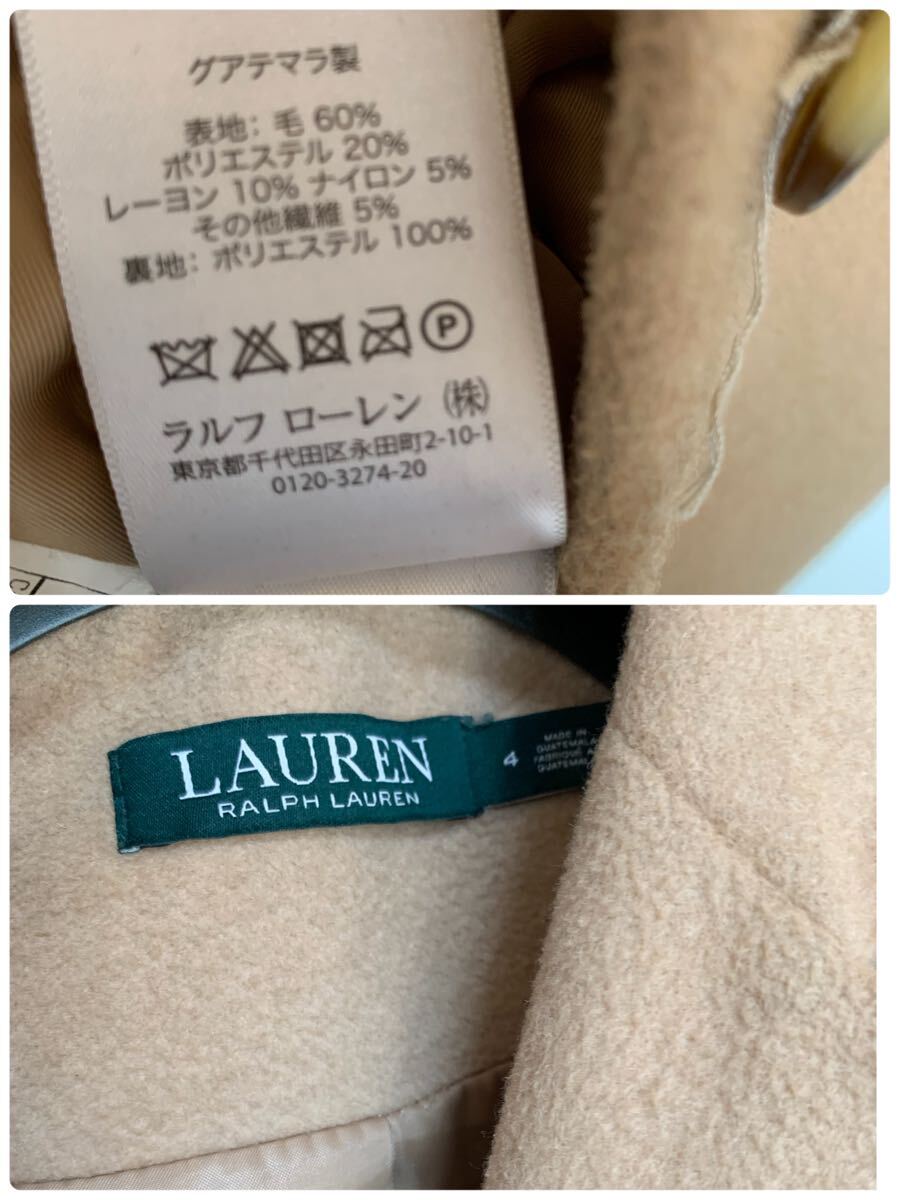 グアテマラ製
表地: 毛 60%
ポリエステル 20%
レーヨン 10% ナイロン 5%
その他繊維 5%
裏地: ポリエステル 100%
P
ラルフ ローレン (株)
東京都千代田区永田町2-10-1
0120-3274-20
LAUREN
RALPH LAUREN
4
MADE IN
GUATEMALA
FABRIQUÉ A
GUATEMALA